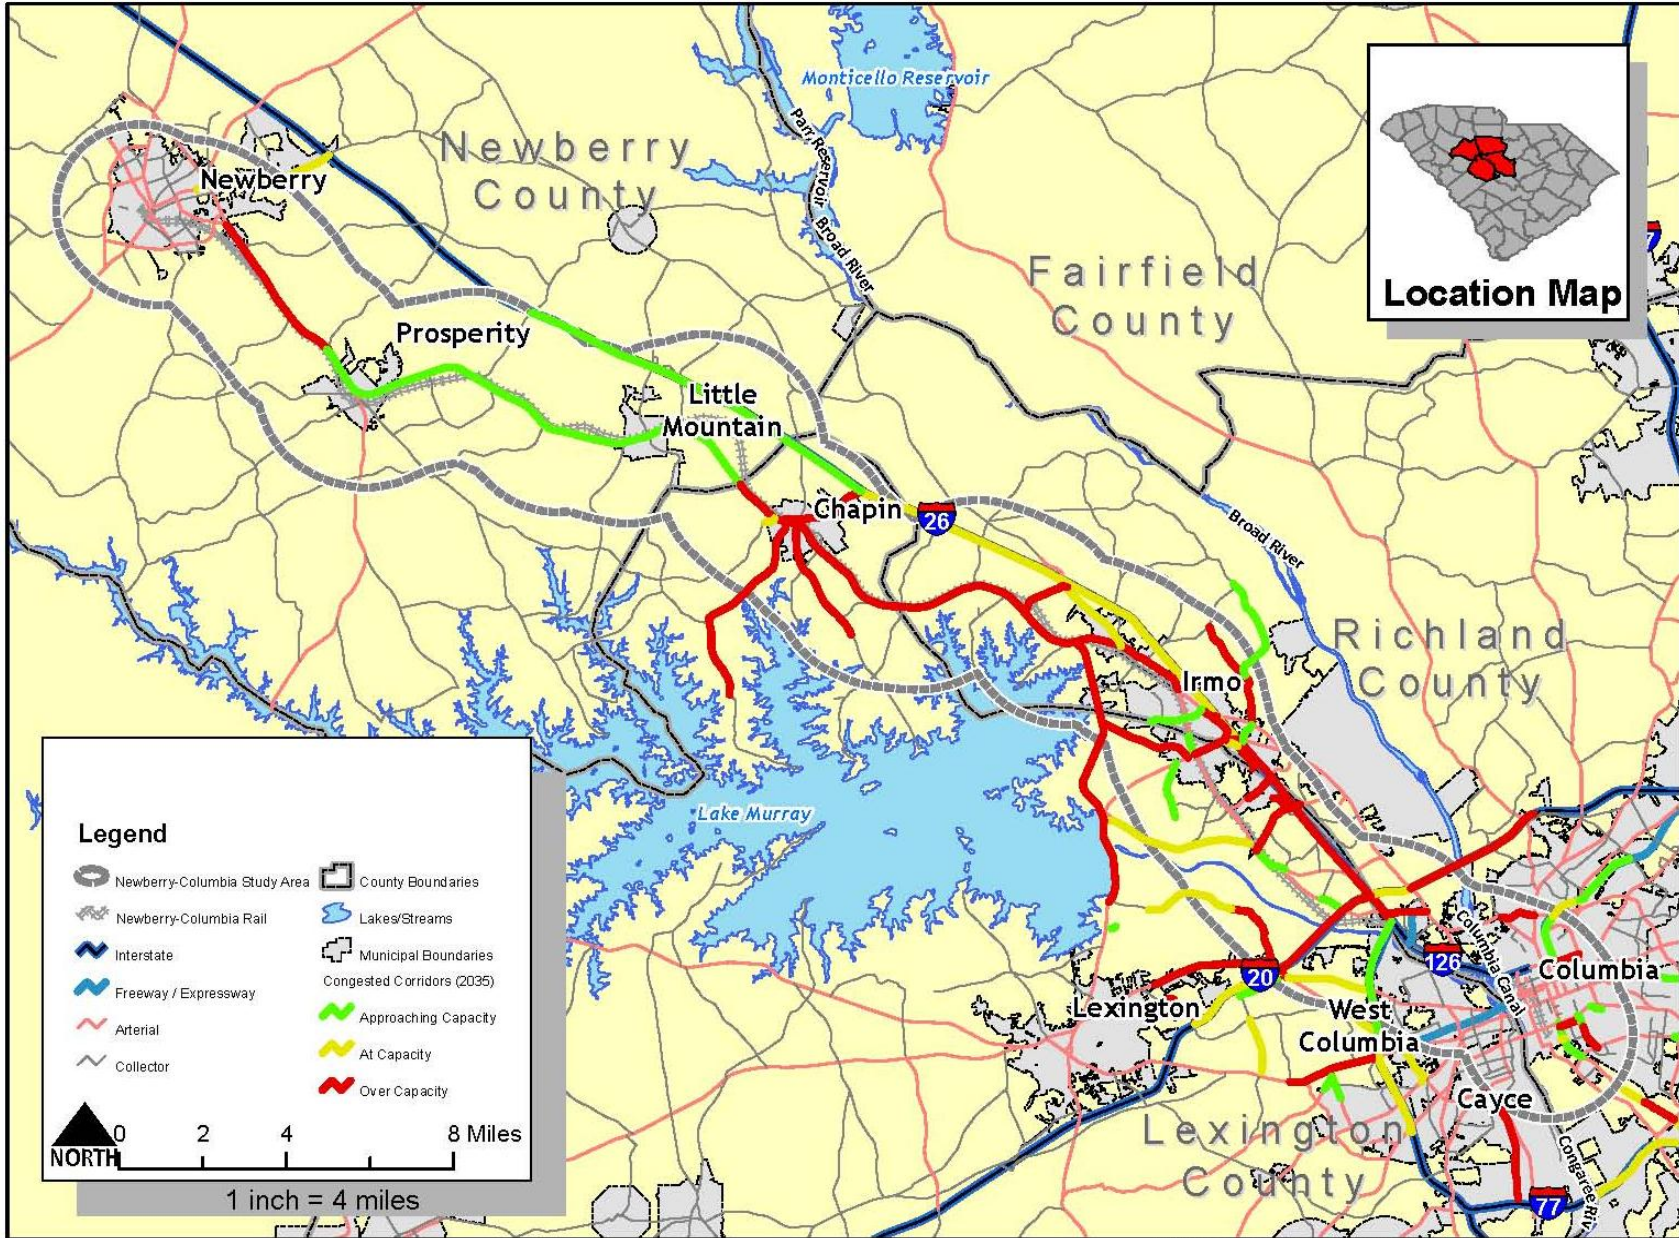 Monticello Reservoir
Parr Reservoir
Newberry
County
Newberry
Broad River
Fairfield
County
Location Map
Prosperity
Little
Mountain
Chapin
26
Broad River
Richland
County
Irmo
Lake Murray
Columbia Canal
126
Columbia
20
Lexington
West
Columbia
Cayce
Lexington
County
77
Legend
Newberry-Columbia Study Area
Newberry-Columbia Rail
Interstate
Freeway / Expressway
Arterial
Collector
County Boundaries
Lakes/Streams
Municipal Boundaries
Congested Corridors (2035)
Approaching Capacity
At Capacity
Over Capacity
NORTH
0 2 4 8 Miles
1 inch = 4 miles